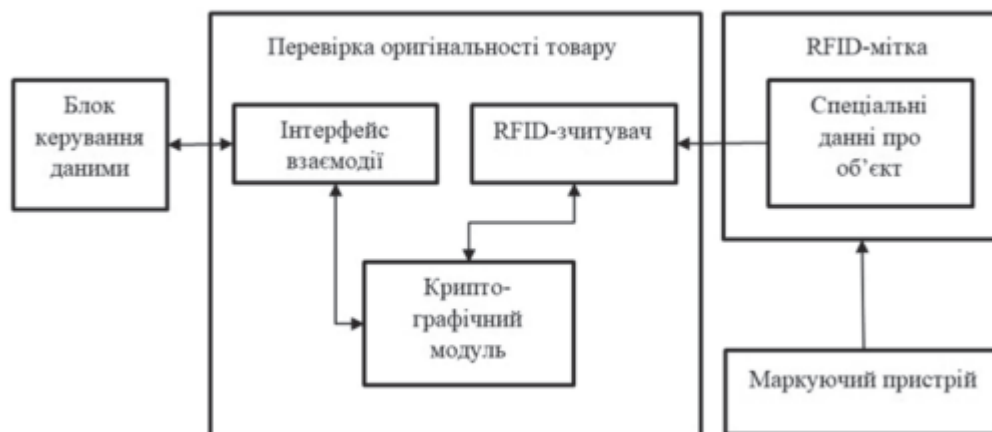 Перевірка оригінальності товару
RFID-мітка
Блок
керування
даними
Інтерфейс
взаємодії
RFID-зчитувач
Спеціальні
данні про
об’єкт
Крипто-
графічний
модуль
Маркуючий пристрій